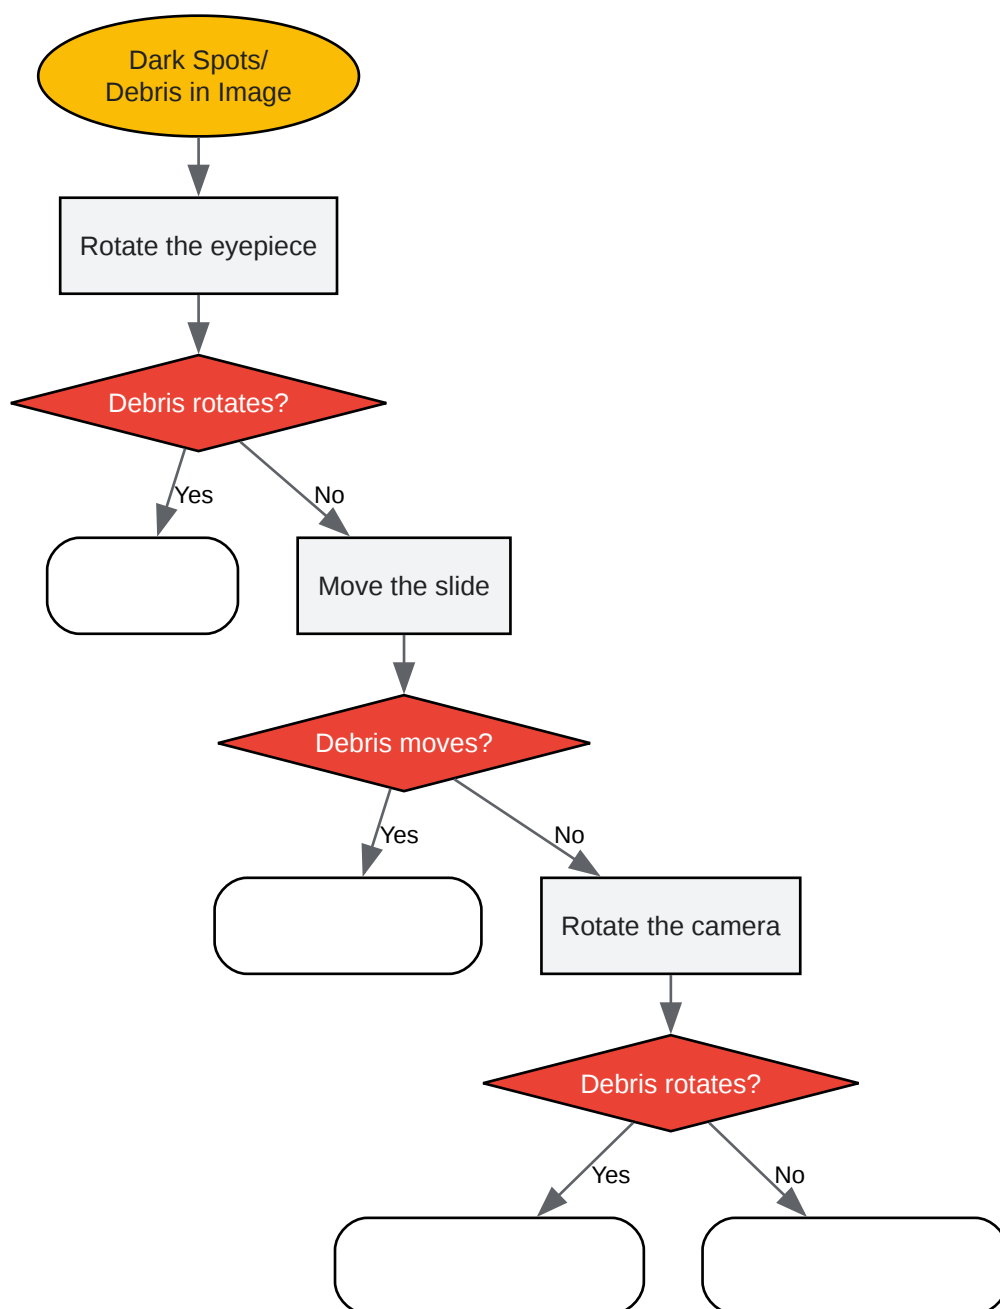 Dark Spots/
Debris in Image
Rotate the eyepiece
Debris rotates?
Yes
No
Move the slide
Debris moves?
Yes
No
Rotate the camera
Debris rotates?
Yes
No